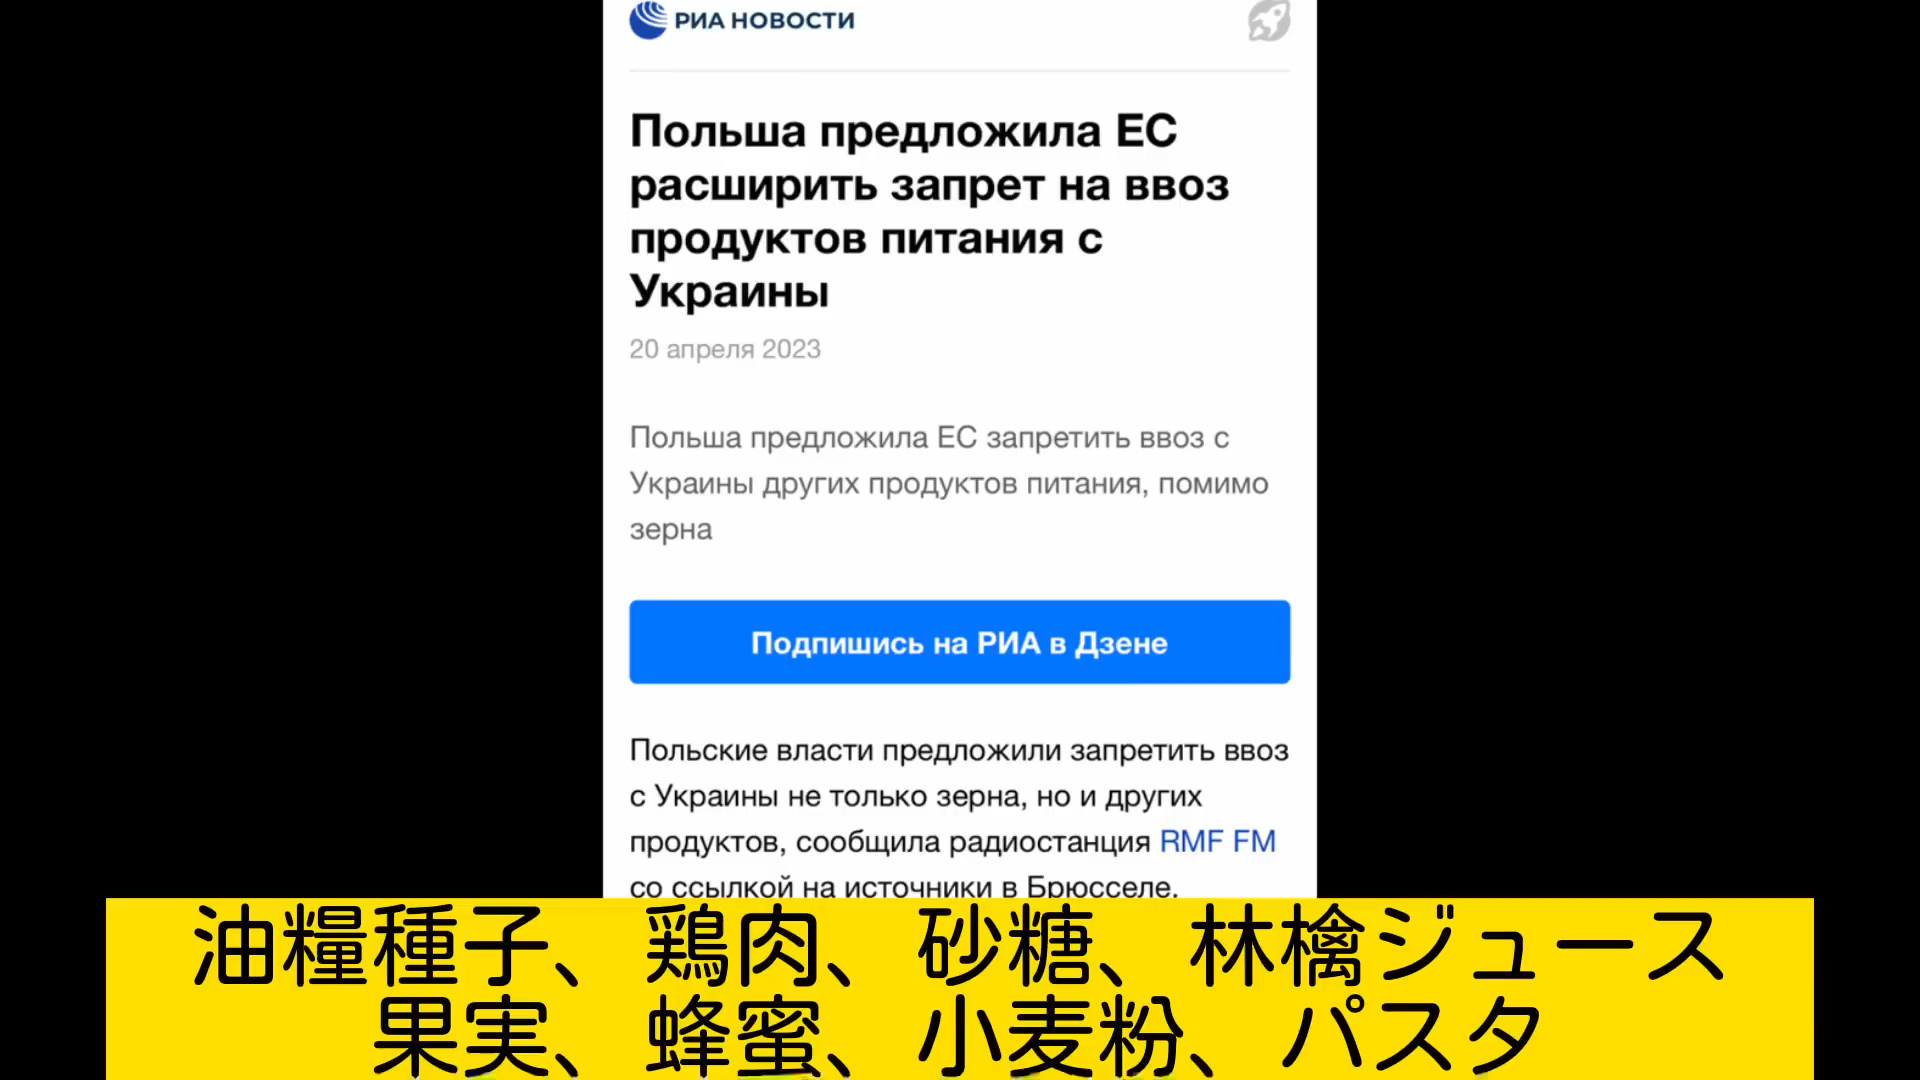 РИА НОВОСТИ
Польша предложила ЕС
расширить запрет на ввоз
продуктов питания с
Украины
20 апреля 2023
Польша предложила ЕС запретить ввоз с
Украины других продуктов питания, помимо
зерна
Подпишись на РИА в Дзене
Польские власти предложили запретить ввоз
с Украины не только зерна, но и других
продуктов, сообщила радиостанция RMF FM
со ссылкой на источники в Брюсселе.
油糧種子、鶏肉、砂糖、林檎ジュース
果実、蜂蜜、小麦粉、パスタ